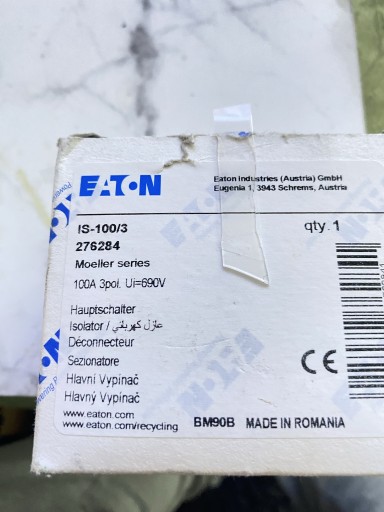 EATON
Eaton Industries (Austria) GmbH
Eugenia 1, 3943 Schrems, Austria
IS-100/3
qty. 1
276284
Moeller series
100A 3pol. Ui=690V
Hauptschalter
Isolator / عازل كهربائي
Déconnecteur
Sezionatore
Hlavní Vypínač
Hlavný Vypínač
CE
www.eaton.com
www.eaton.com/recycling
BM90B MADE IN ROMANIA